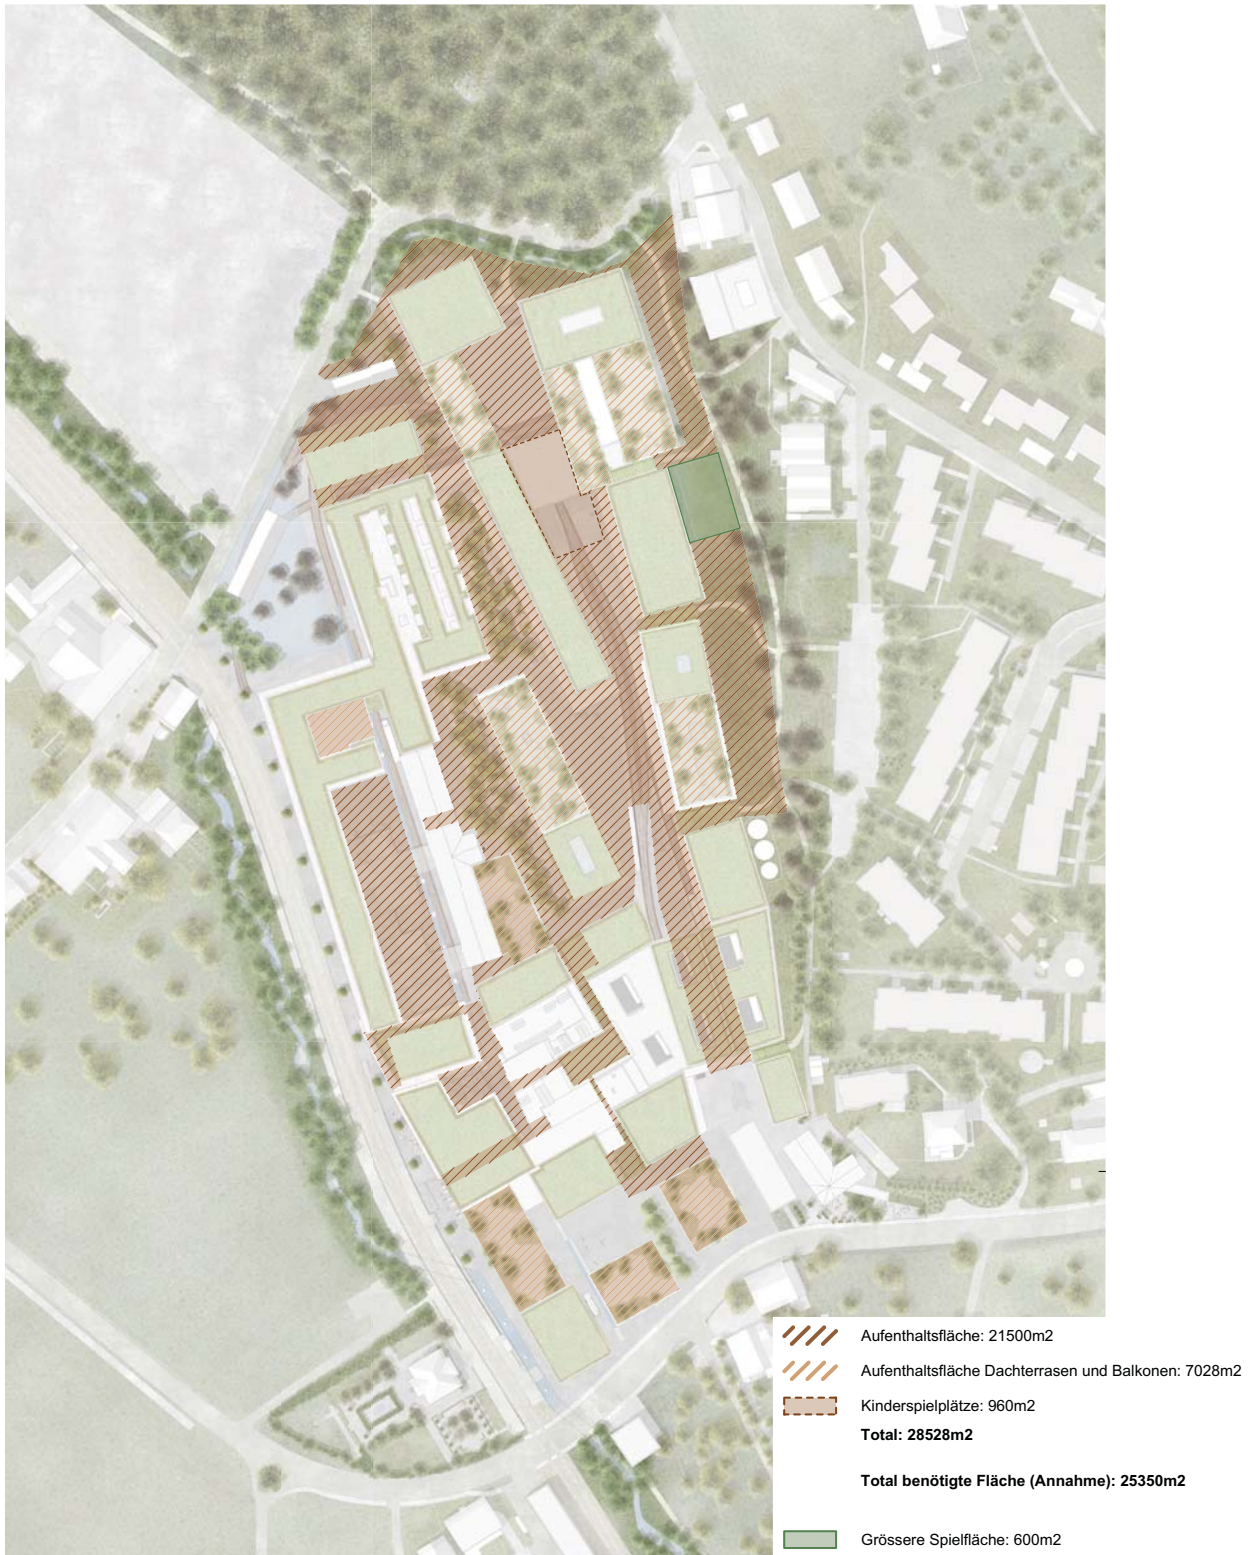 Aufenthaltsfläche: 21500m2
Aufenthaltsfläche Dachterrasen und Balkonen: 7028m2
Kinderspielplätze: 960m2
Total: 28528m2
Total benötigte Fläche (Annahme): 25350m2
Grössere Spielfläche: 600m2